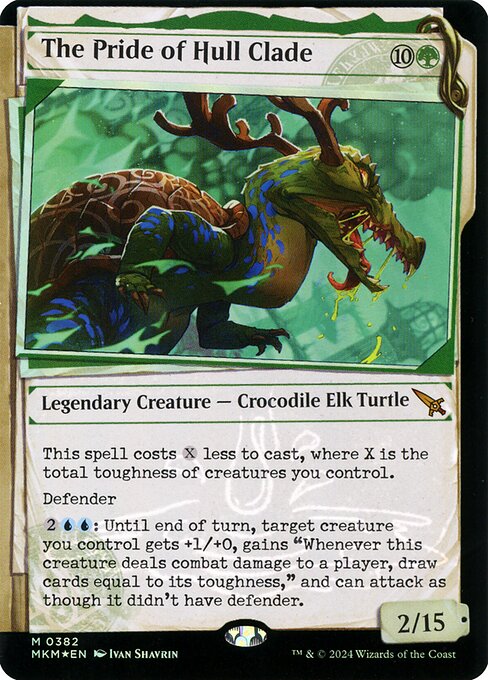 The Pride of Hull Clade 10
Legendary Creature — Crocodile Elk Turtle
This spell costs X less to cast, where X is the
total toughness of creatures you control.
Defender
2 : Until end of turn, target creature
you control gets +1/+0, gains “Whenever this
creature deals combat damage to a player, draw
cards equal to its toughness,” and can attack as
though it didn't have defender.
2/15
M 0382
MKM★EN Ivan Shavrin
™ & © 2024 Wizards of the Coast